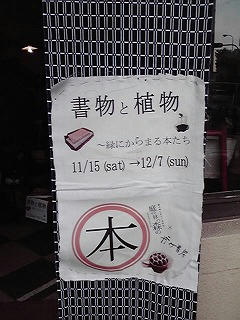 書物と植物
〜緑にからまる本たち
11/15 (sat) →12/7 (sun)
本